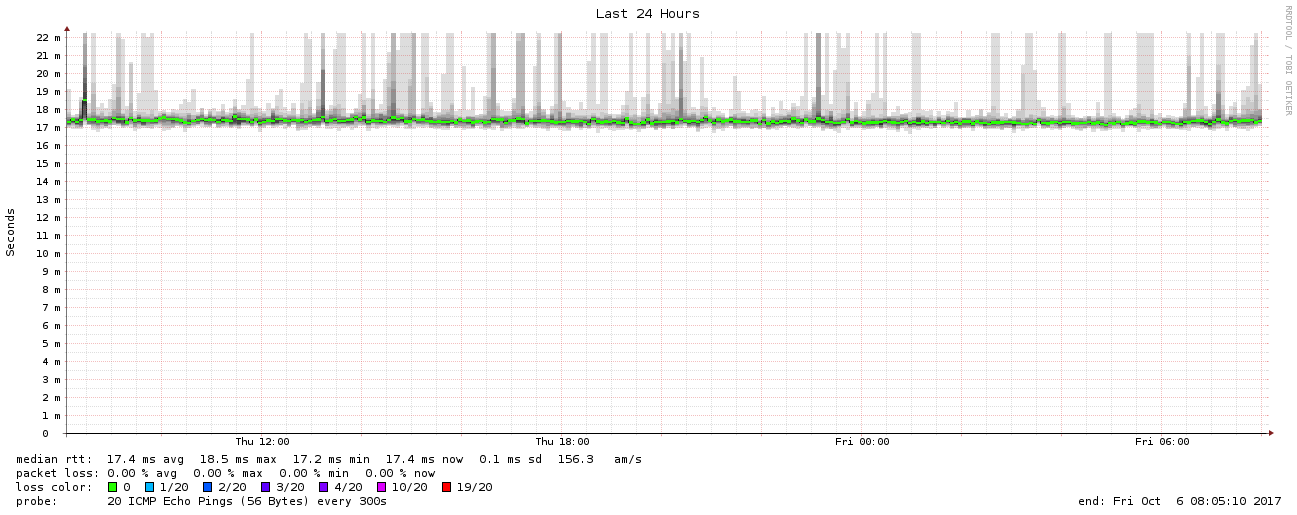 Last 24 Hours
RRDTOOL / TOBI OETIKER
Seconds
22 m
21 m
20 m
19 m
18 m
17 m
16 m
15 m
14 m
13 m
12 m
11 m
10 m
9 m
8 m
7 m
6 m
5 m
4 m
3 m
2 m
1 m
0
Thu 12:00 Thu 18:00 Fri 00:00 Fri 06:00
median rtt: 17.4 ms avg 18.5 ms max 17.2 ms min 17.4 ms now 0.1 ms sd 156.3 am/s
packet loss: 0.00 % avg 0.00 % max 0.00 % min 0.00 % now
loss color: 0 1/20 2/20 3/20 4/20 10/20 19/20
probe: 20 ICMP Echo Pings (56 Bytes) every 300s end: Fri Oct 6 08:05:10 2017